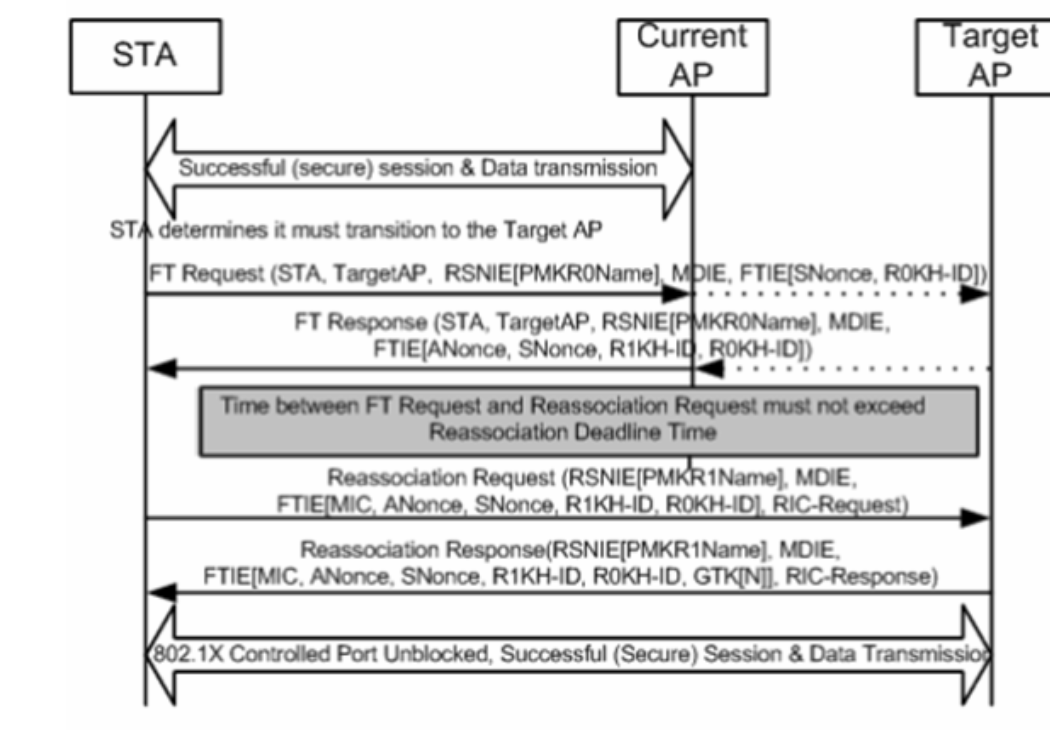 STA
Current
AP
Target
AP
Successful (secure) session & Data transmission
STA determines it must transition to the Target AP
FT Request (STA, TargetAP, RSNIE[PMKR0Name], MDIE, FTIE[SNonce, R0KH-ID])
FT Response (STA, TargetAP, RSNIE[PMKR0Name], MDIE,
FTIE[ANonce, SNonce, R1KH-ID, R0KH-ID])
Time between FT Request and Reassociation Request must not exceed
Reassociation Deadline Time
Reassociation Request (RSNIE[PMKR1Name], MDIE,
FTIE[MIC, ANonce, SNonce, R1KH-ID, R0KH-ID], RIC-Request)
Reassociation Response(RSNIE[PMKR1Name], MDIE,
FTIE[MIC, ANonce, SNonce, R1KH-ID, R0KH-ID, GTK[N]], RIC-Response)
802.1X Controlled Port Unblocked, Successful (Secure) Session & Data Transmission